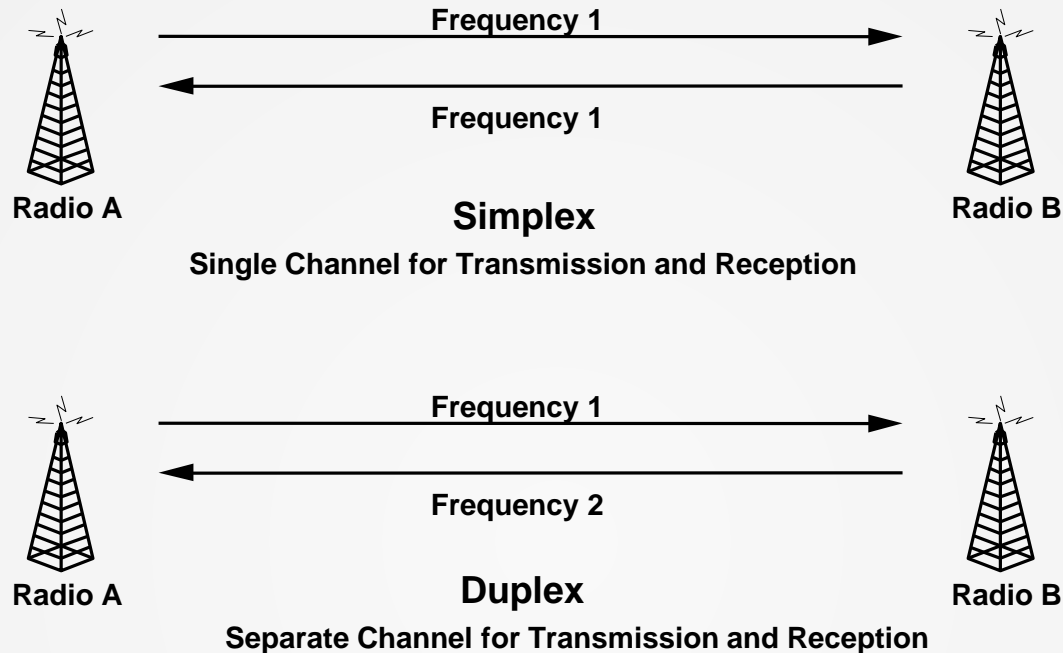 Frequency 1
Frequency 1
Radio A
Radio B
Simplex
Single Channel for Transmission and Reception
Frequency 1
Frequency 2
Radio A
Radio B
Duplex
Separate Channel for Transmission and Reception